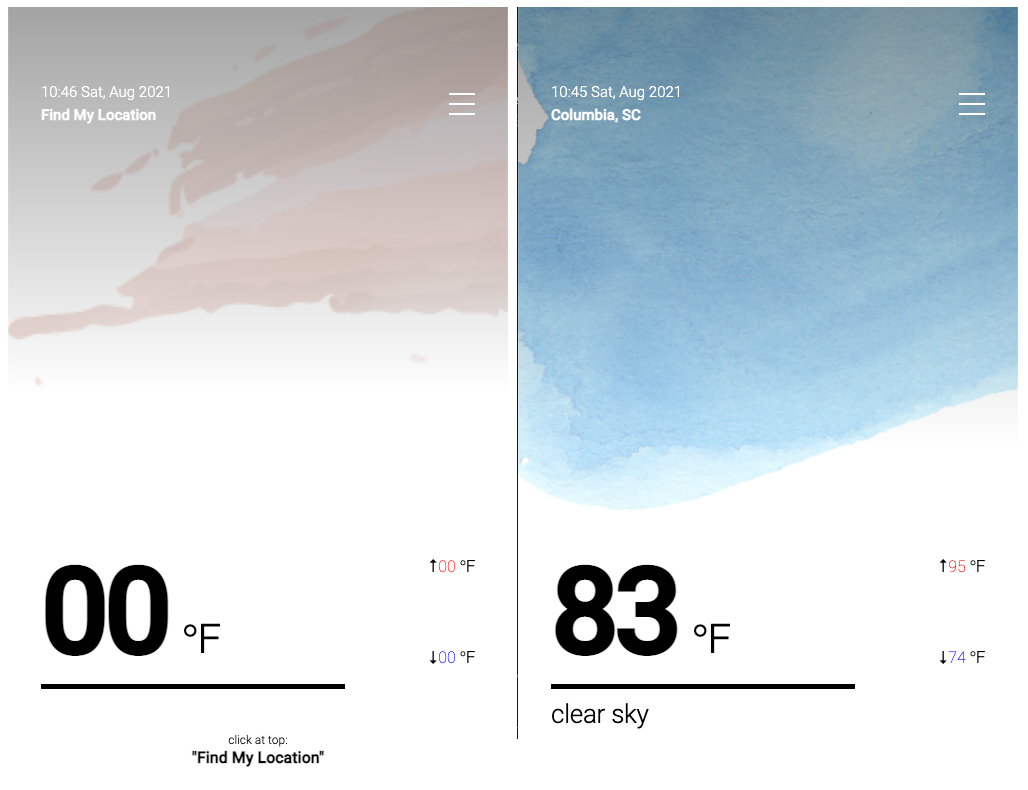 10:46 Sat, Aug 2021
Find My Location
00 °F
↑00 °F
↓00 °F
click at top:
"Find My Location"
10:45 Sat, Aug 2021
Columbia, SC
83 °F
↑95 °F
↓74 °F
clear sky